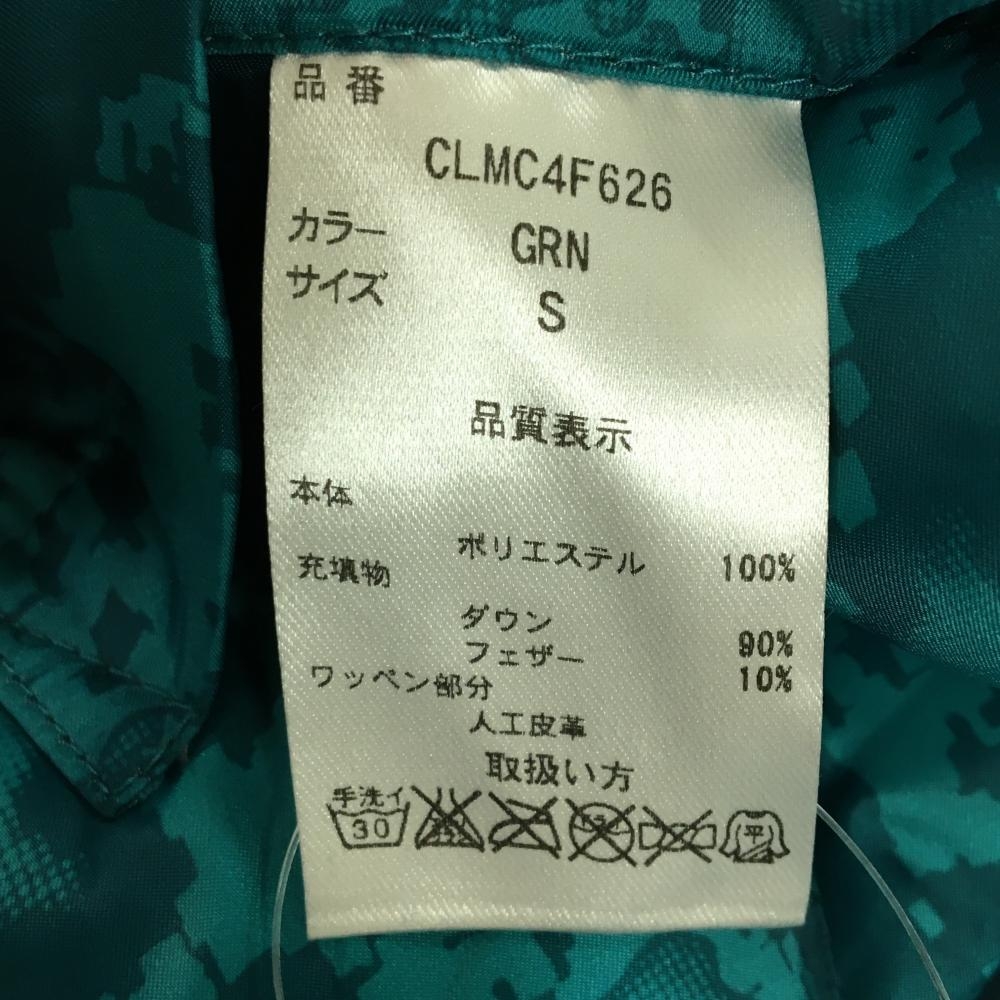 品番
CLMC4F626
カラー GRN
サイズ S
品質表示
本体
ポリエステル 100%
充填物
ダウン 90%
フェザー 10%
ワッペン部分
人工皮革
取扱い方
手洗イ
30
平